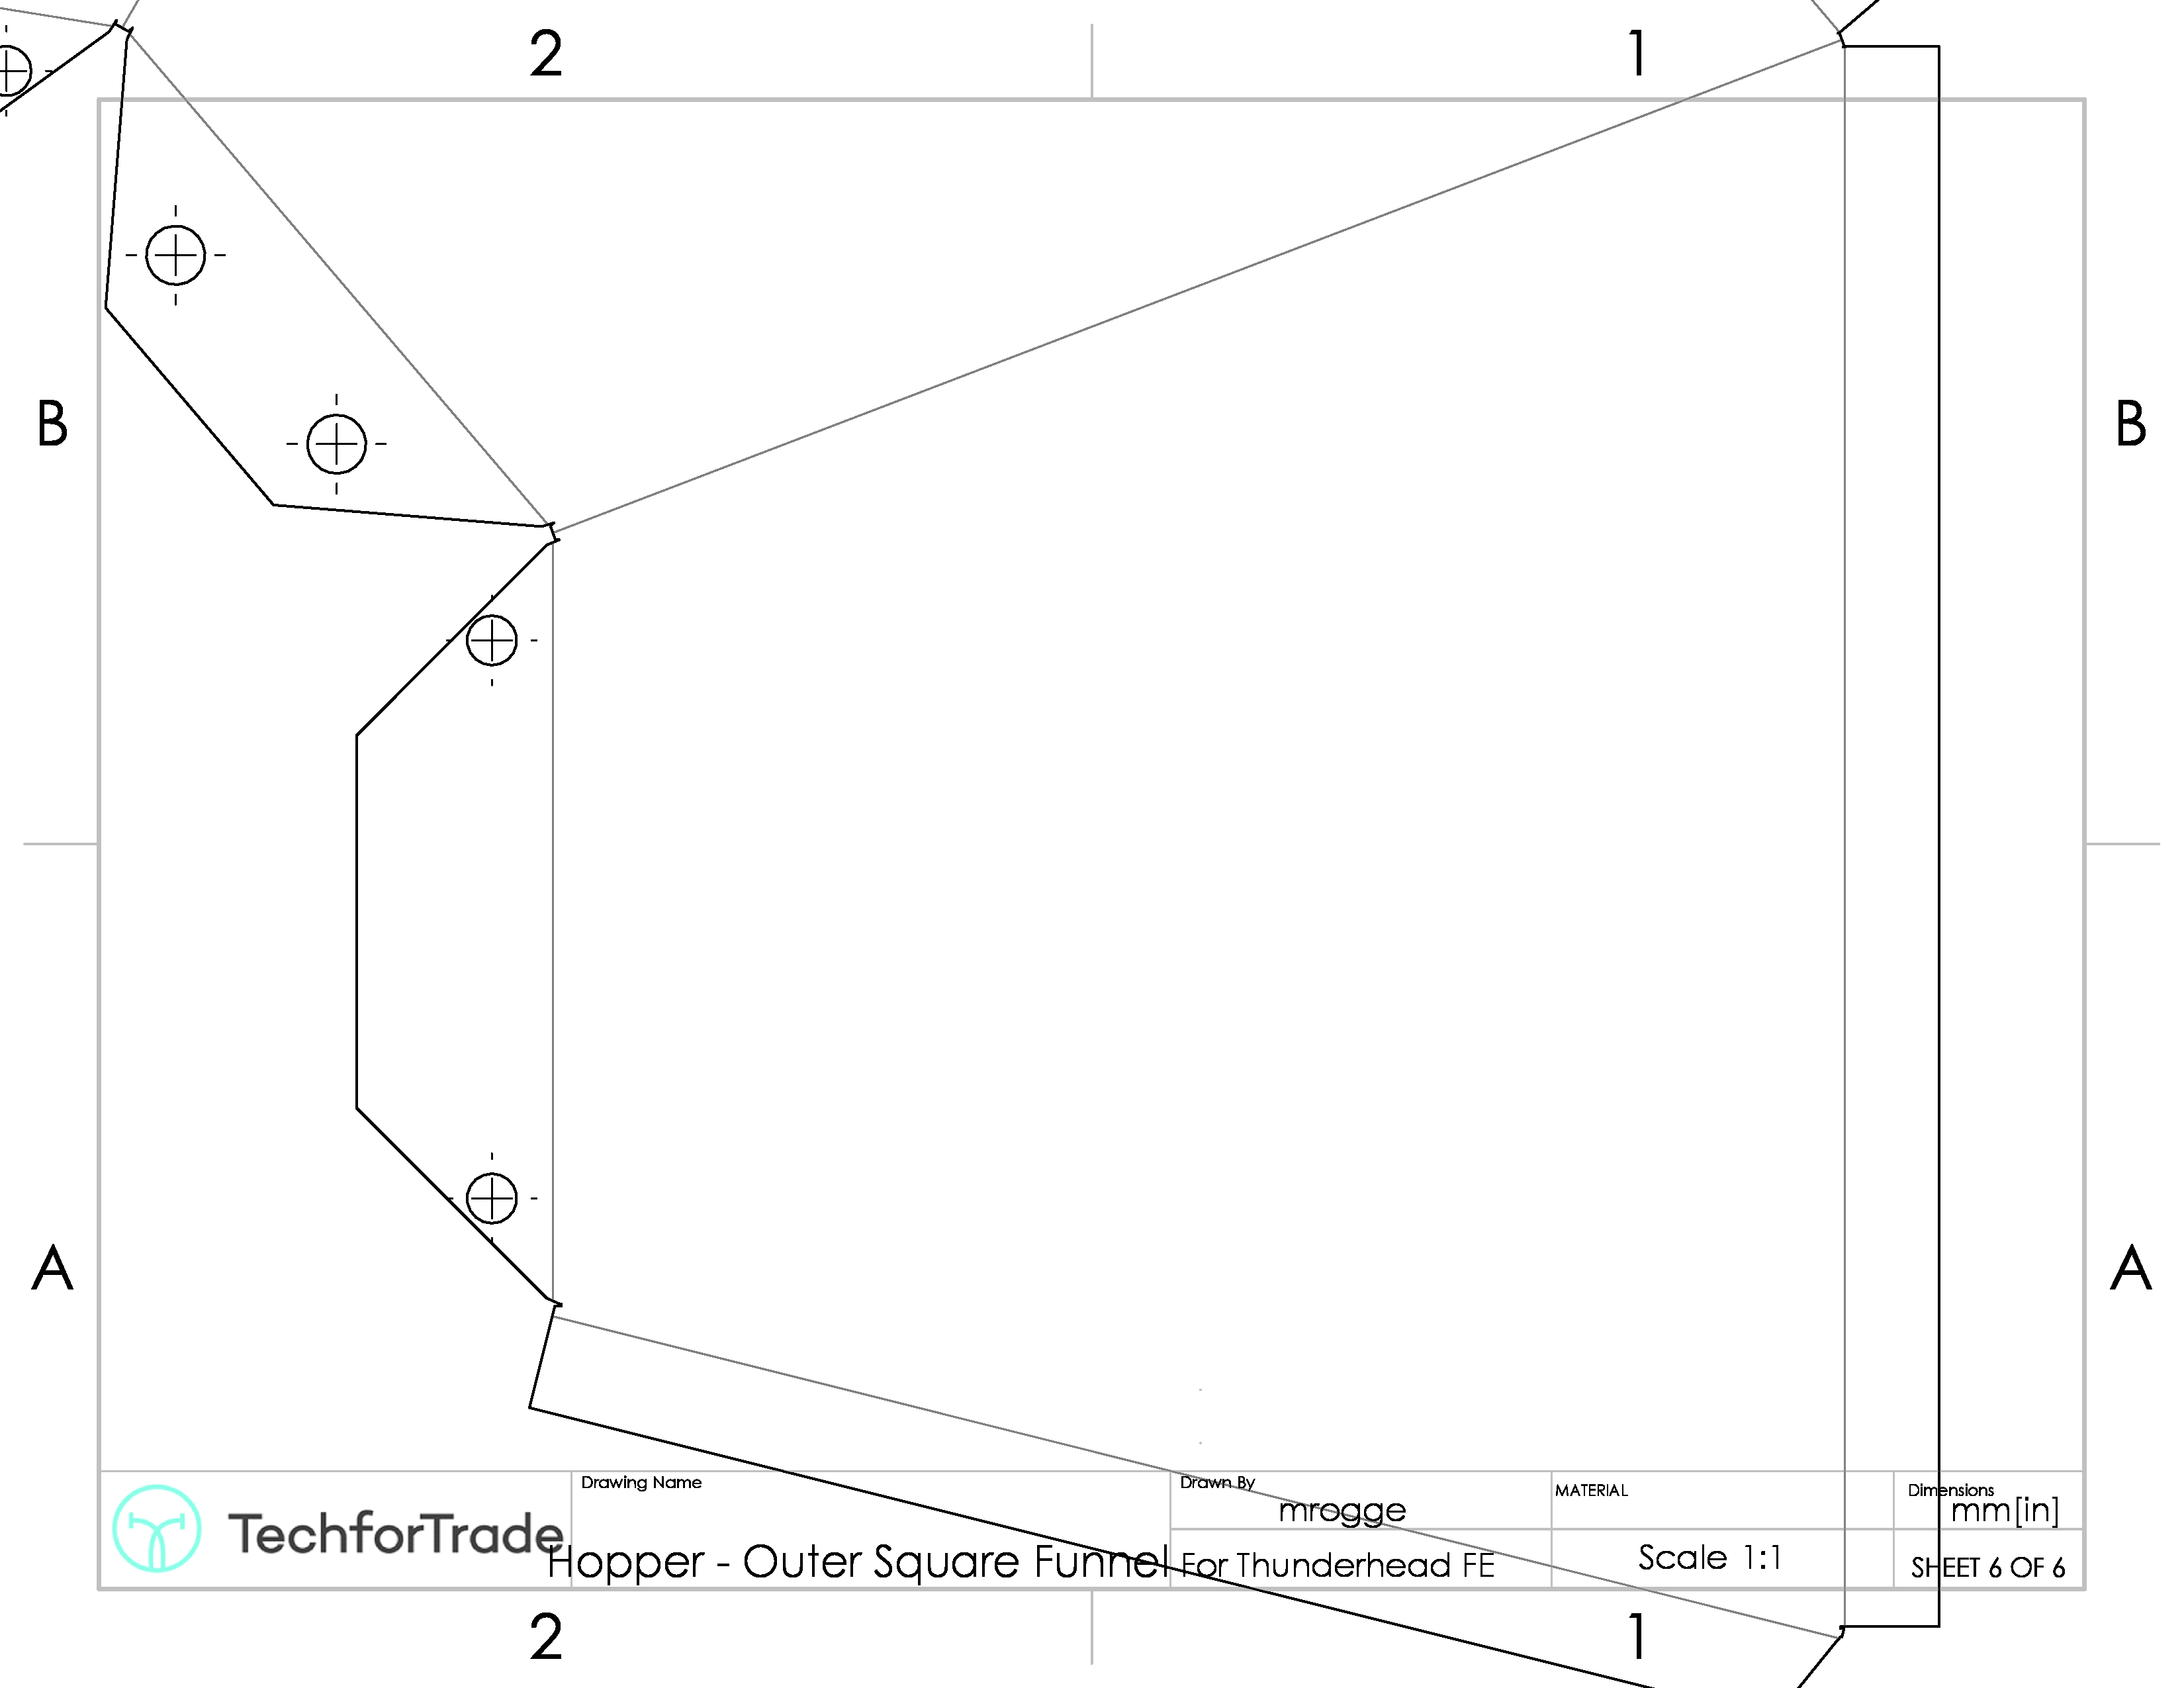 2
1
B
B
A
A
TechforTrade
Drawing Name
Hopper - Outer Square Funnel
Drawn By
mrogge
For Thunderhead FE
MATERIAL
Scale 1:1
Dimensions
mm[in]
SHEET 6 OF 6
2
1